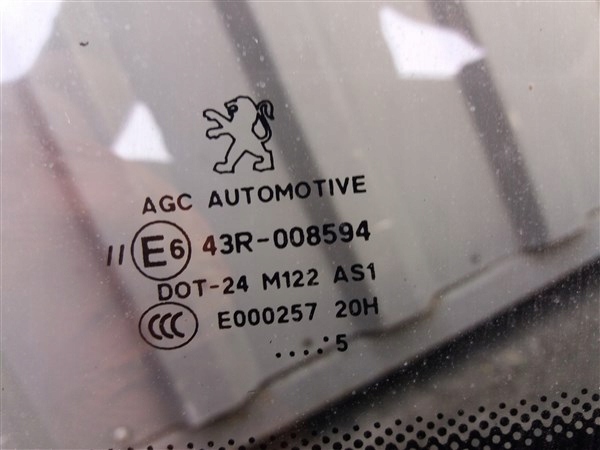 AGC AUTOMOTIVE
II E6 43R-008594
DOT-24 M122 AS1
CCC E000257 20H
....:5